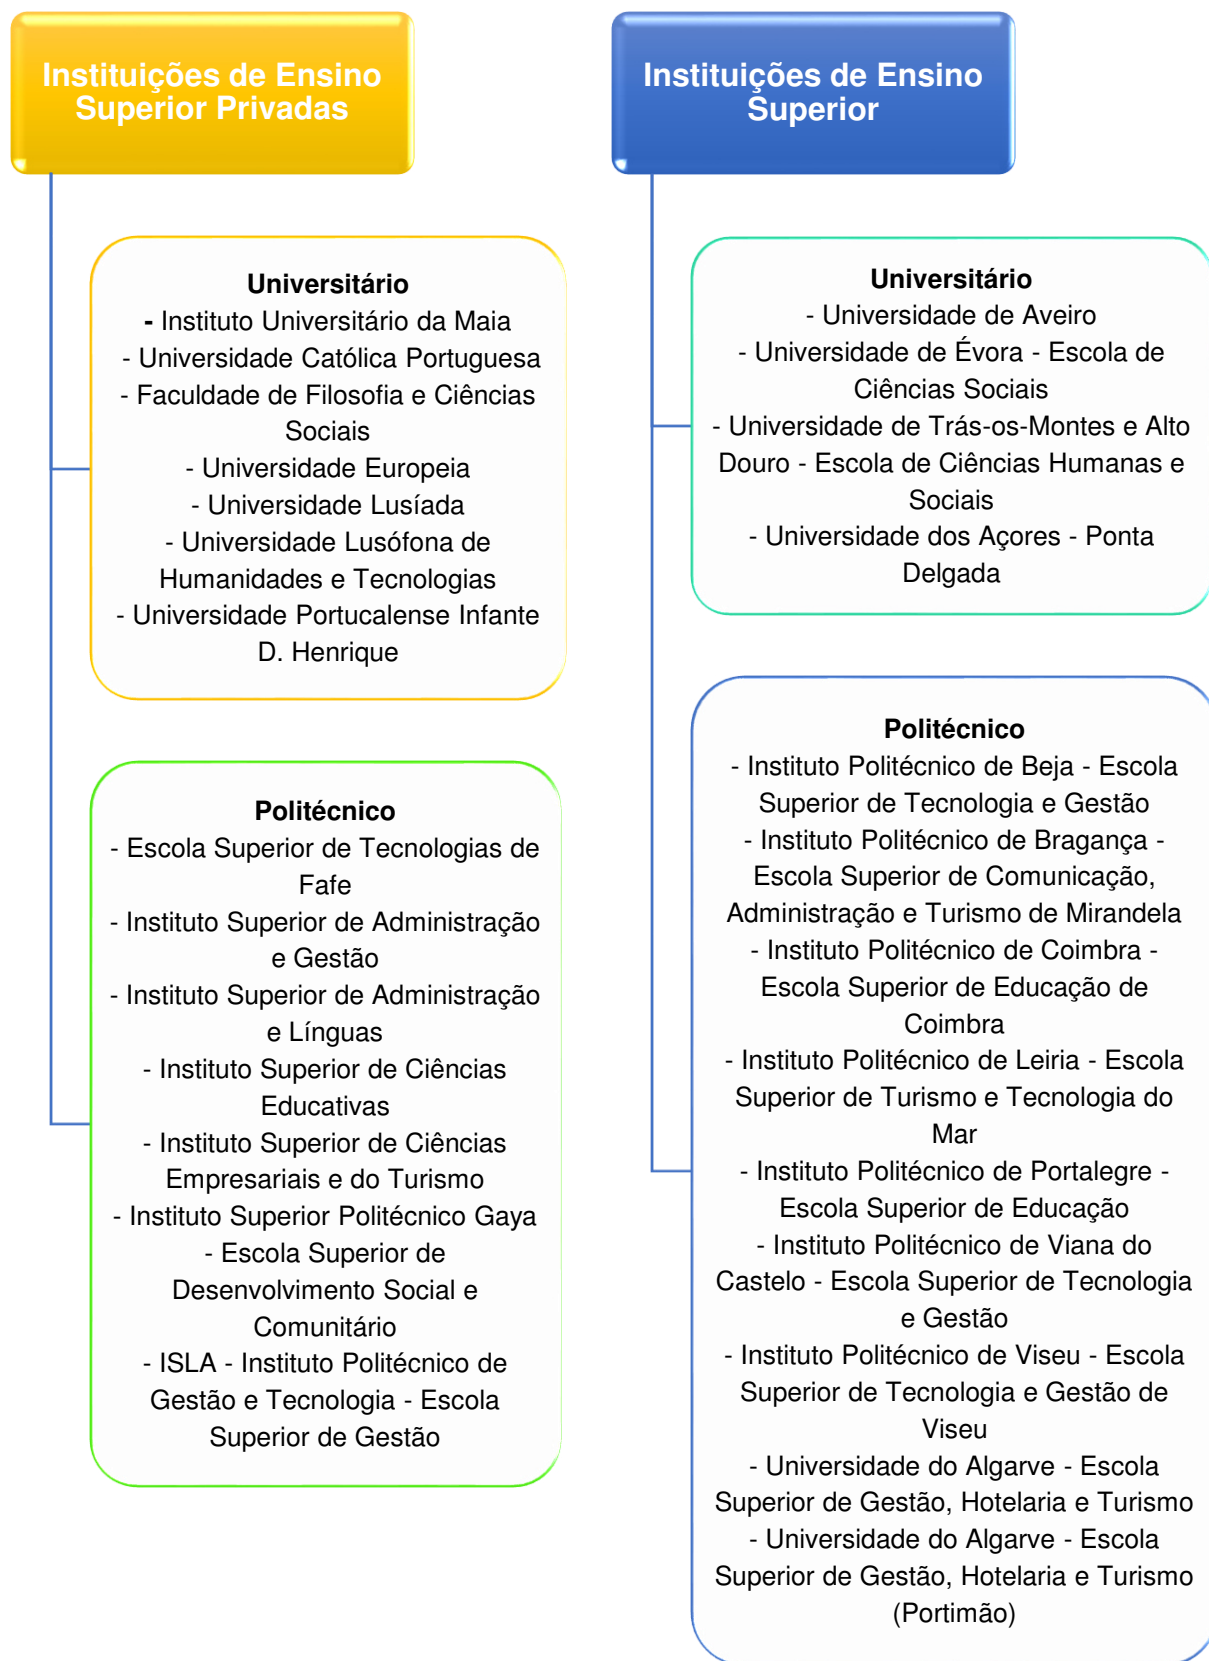 Instituições de Ensino
Superior Privadas
Universitário
- Instituto Universitário da Maia
- Universidade Católica Portuguesa
- Faculdade de Filosofia e Ciências
Sociais
- Universidade Europeia
- Universidade Lusíada
- Universidade Lusófona de
Humanidades e Tecnologias
- Universidade Portucalense Infante
D. Henrique
Politécnico
- Escola Superior de Tecnologias de
Fafe
- Instituto Superior de Administração
e Gestão
- Instituto Superior de Administração
e Línguas
- Instituto Superior de Ciências
Educativas
- Instituto Superior de Ciências
Empresariais e do Turismo
- Instituto Superior Politécnico Gaya
- Escola Superior de
Desenvolvimento Social e
Comunitário
- ISLA - Instituto Politécnico de
Gestão e Tecnologia - Escola
Superior de Gestão
Instituições de Ensino
Superior
Universitário
- Universidade de Aveiro
- Universidade de Évora - Escola de
Ciências Sociais
- Universidade de Trás-os-Montes e Alto
Douro - Escola de Ciências Humanas e
Sociais
- Universidade dos Açores - Ponta
Delgada
Politécnico
- Instituto Politécnico de Beja - Escola
Superior de Tecnologia e Gestão
- Instituto Politécnico de Bragança -
Escola Superior de Comunicação,
Administração e Turismo de Mirandela
- Instituto Politécnico de Coimbra -
Escola Superior de Educação de
Coimbra
- Instituto Politécnico de Leiria - Escola
Superior de Turismo e Tecnologia do
Mar
- Instituto Politécnico de Portalegre -
Escola Superior de Educação
- Instituto Politécnico de Viana do
Castelo - Escola Superior de Tecnologia
e Gestão
- Instituto Politécnico de Viseu - Escola
Superior de Tecnologia e Gestão de
Viseu
- Universidade do Algarve - Escola
Superior de Gestão, Hotelaria e Turismo
- Universidade do Algarve - Escola
Superior de Gestão, Hotelaria e Turismo
(Portimão)